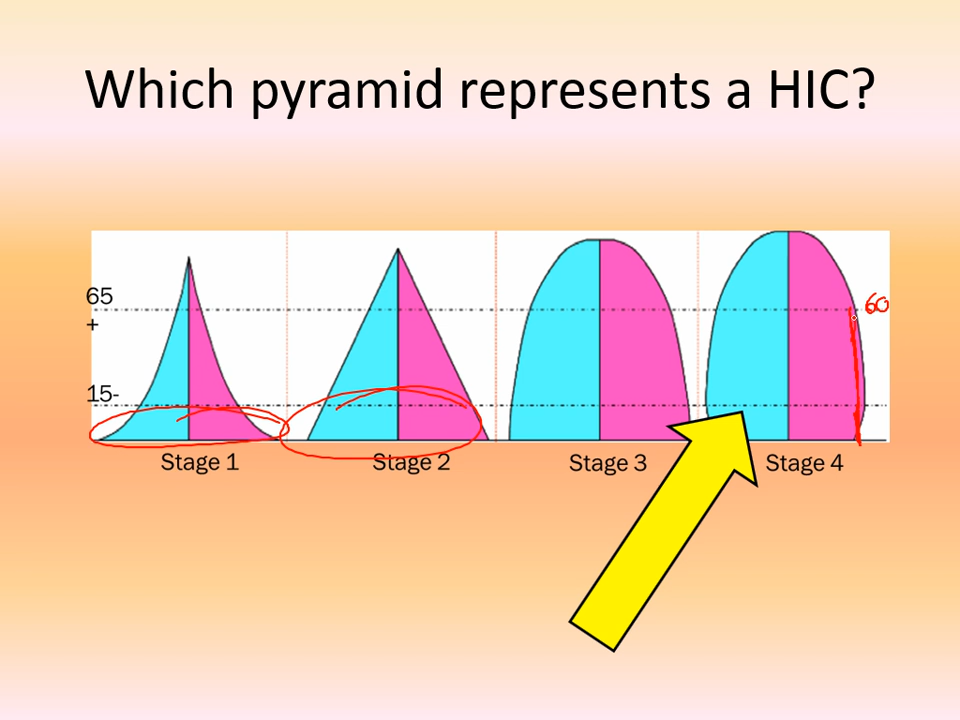 Which pyramid represents a HIC?
65
+
60
15-
Stage 1
Stage 2
Stage 3
Stage 4